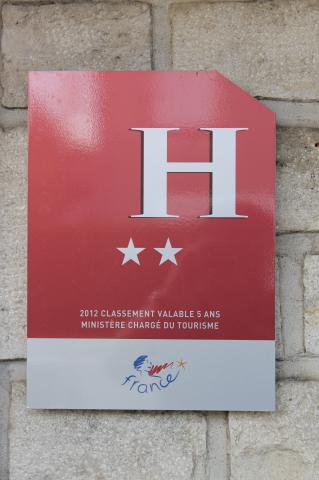 H
2012 CLASSEMENT VALABLE 5 ANS
MINISTÈRE CHARGÉ DU TOURISME
france